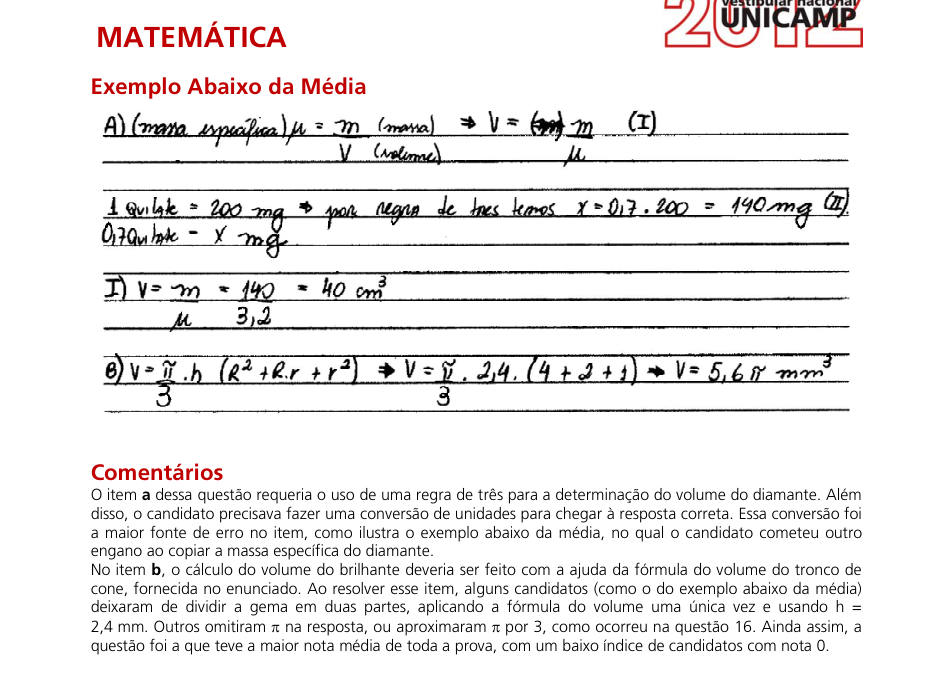 vestibular nacional
2012
UNICAMP
MATEMÁTICA
Exemplo Abaixo da Média
A) (massa específica) μ = m (massa) ⇒ V = m (I)
V (volume) μ
1 Quilate = 200 mg ⇒ por regra de tres temos X = 0,7 . 200 = 140 mg (II)
0,7 Quilate - X mg
I) V = m = 140 = 40 cm³
μ 3,2
B) V = π . h (R² + R.r + r²) ⇒ V = π . 2,4 . (4 + 2 + 1) ⇒ V = 5,6 π mm³
3 3
Comentários
O item a dessa questão requeria o uso de uma regra de três para a determinação do volume do diamante. Além
disso, o candidato precisava fazer uma conversão de unidades para chegar à resposta correta. Essa conversão foi
a maior fonte de erro no item, como ilustra o exemplo abaixo da média, no qual o candidato cometeu outro
engano ao copiar a massa específica do diamante.
No item b, o cálculo do volume do brilhante deveria ser feito com a ajuda da fórmula do volume do tronco de
cone, fornecida no enunciado. Ao resolver esse item, alguns candidatos (como o do exemplo abaixo da média)
deixaram de dividir a gema em duas partes, aplicando a fórmula do volume uma única vez e usando h =
2,4 mm. Outros omitiram π na resposta, ou aproximaram π por 3, como ocorreu na questão 16. Ainda assim, a
questão foi a que teve a maior nota média de toda a prova, com um baixo índice de candidatos com nota 0.